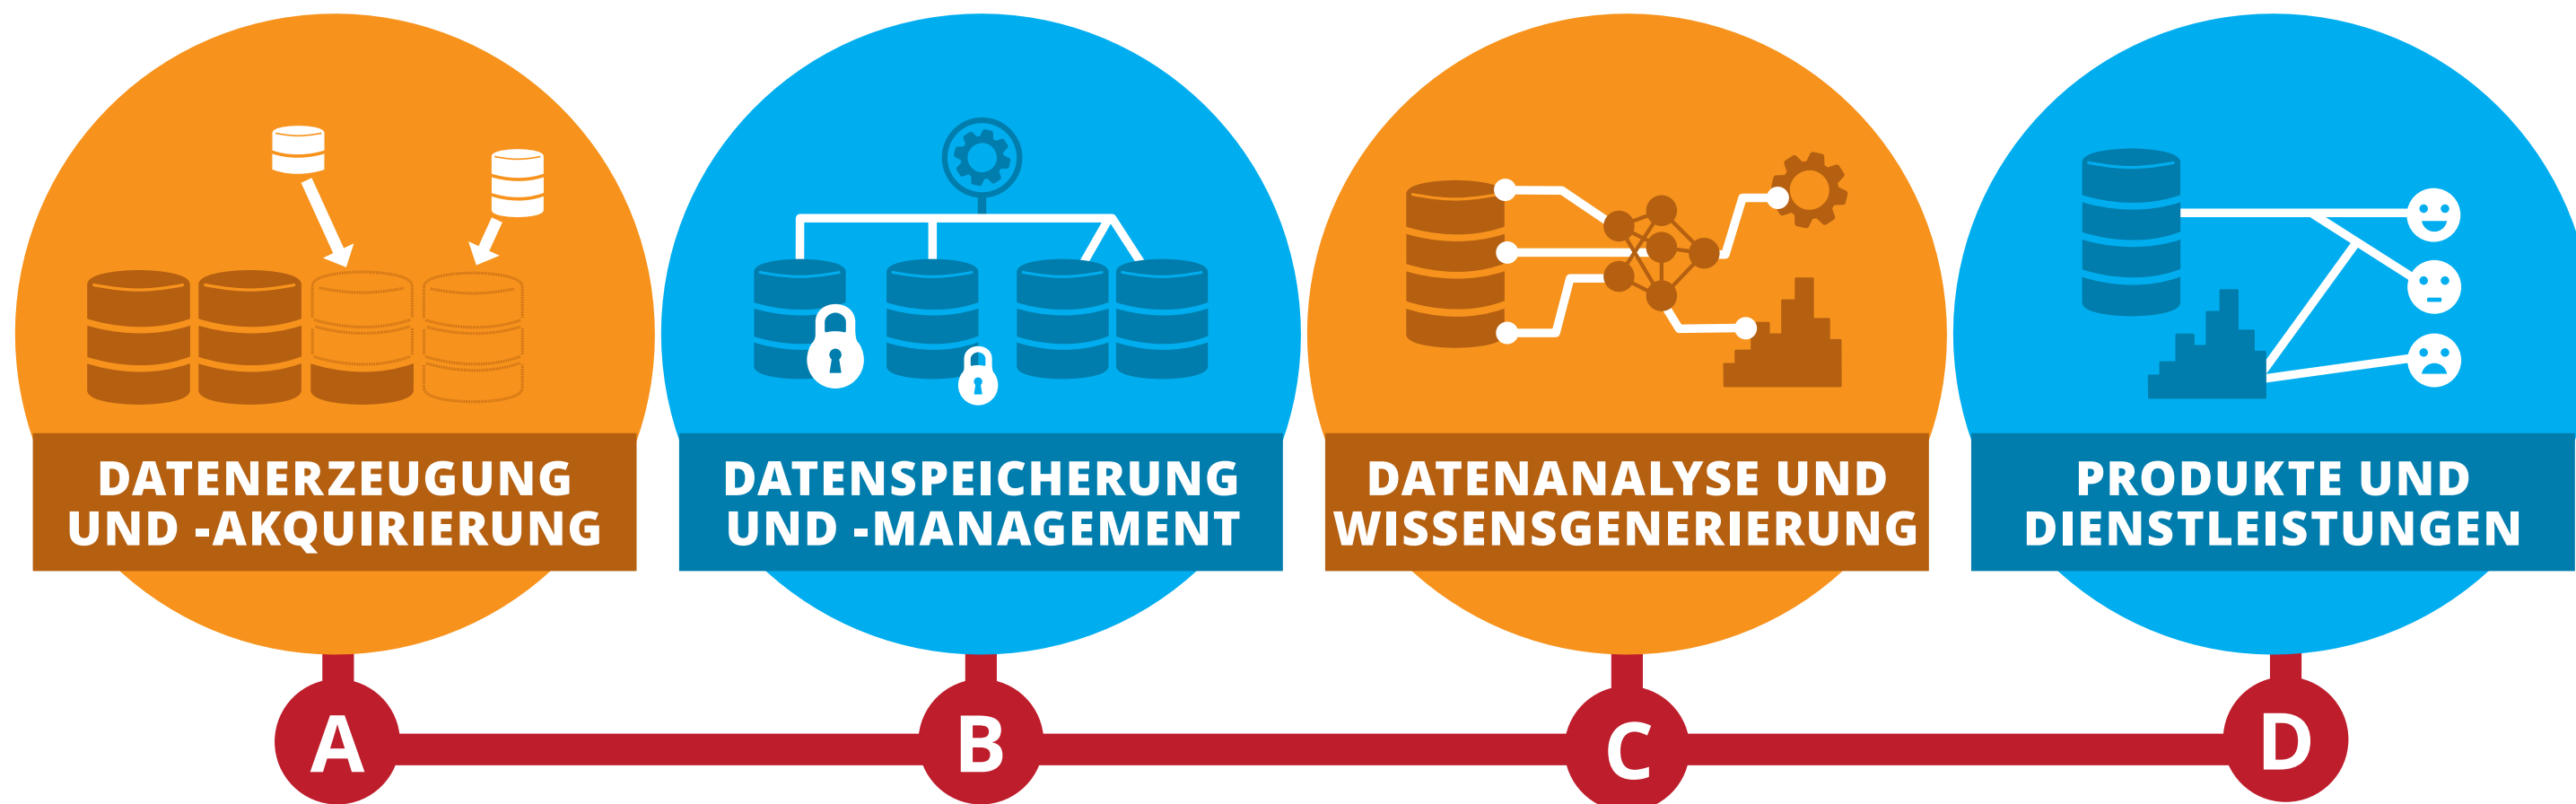 DATENERZEUGUNG
UND -AKQUIRIERUNG
DATENSPEICHERUNG
UND -MANAGEMENT
DATENANALYSE UND
WISSENSGENERIERUNG
PRODUKTE UND
DIENSTLEISTUNGEN
A
B
C
D